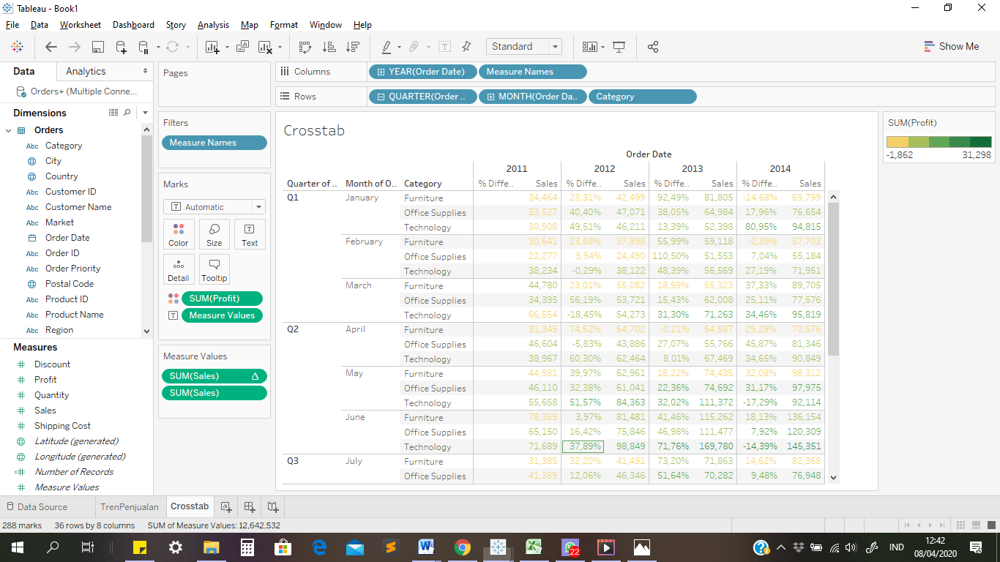 Tableau - Book1
File Data Worksheet Dashboard Story Analysis Map Format Window Help
Standard
Show Me
Data Analytics
Orders+ (Multiple Conne...
Dimensions
Orders
Abc Category
City
Country
Abc Customer ID
Abc Customer Name
Abc Market
Order Date
Abc Order ID
Abc Order Priority
Postal Code
Abc Product ID
Abc Product Name
Abc Region
Measures
Discount
Profit
Quantity
Sales
Shipping Cost
Latitude (generated)
Longitude (generated)
Number of Records
Measure Values
Pages
Filters
Measure Names
Marks
Automatic
Color Size Text
Detail Tooltip
SUM(Profit)
Measure Values
Measure Values
SUM(Sales) Δ
SUM(Sales)
Columns YEAR(Order Date) Measure Names
Rows QUARTER(Order .. MONTH(Order Da.. Category
Crosstab
Order Date
2011 2012 2013 2014
Quarter of .. Month of O.. Category % Diffe.. Sales % Diffe.. Sales % Diffe.. Sales % Diffe.. Sales
Q1 January Furniture 34,464 23,31% 42,499 92,49% 81,805 -14,68% 69,799
Office Supplies 33,527 40,40% 47,071 38,05% 64,984 17,96% 76,654
Technology 30,908 49,51% 46,211 13,39% 52,398 80,95% 94,815
February Furniture 30,641 23,68% 37,898 55,99% 59,118 -2,39% 57,703
Office Supplies 22,277 9,94% 24,490 110,50% 51,553 7,04% 55,184
Technology 38,234 -0,29% 38,122 48,39% 56,569 27,19% 71,951
March Furniture 44,780 23,01% 55,082 18,59% 65,323 37,33% 89,705
Office Supplies 34,395 56,19% 53,721 15,43% 62,008 25,11% 77,576
Technology 66,554 -18,45% 54,273 31,30% 71,263 34,46% 95,819
Q2 April Furniture 31,345 74,52% 54,702 -0,21% 54,587 29,29% 70,576
Office Supplies 46,604 -5,83% 43,886 27,07% 55,766 45,87% 81,346
Technology 38,967 60,30% 62,464 8,01% 67,469 34,65% 90,849
May Furniture 44,981 39,97% 62,961 18,22% 74,435 32,08% 98,312
Office Supplies 46,110 32,38% 61,041 22,36% 74,692 31,17% 97,975
Technology 55,658 51,57% 84,363 32,02% 111,372 -17,29% 92,114
June Furniture 78,369 3,97% 81,481 41,46% 115,262 18,13% 136,154
Office Supplies 65,150 16,42% 75,846 46,98% 111,477 7,92% 120,309
Technology 71,689 37,89% 98,849 71,76% 169,780 -14,39% 145,351
Q3 July Furniture 31,385 32,20% 41,491 73,20% 71,863 14,62% 82,368
Office Supplies 41,359 12,06% 46,346 51,64% 70,282 9,48% 76,948
SUM(Profit)
-1,862 31,298
Data Source TrenPenjualan Crosstab
288 marks 36 rows by 8 columns SUM of Measure Values: 12,642,532
22
IND
12:42
08/04/2020